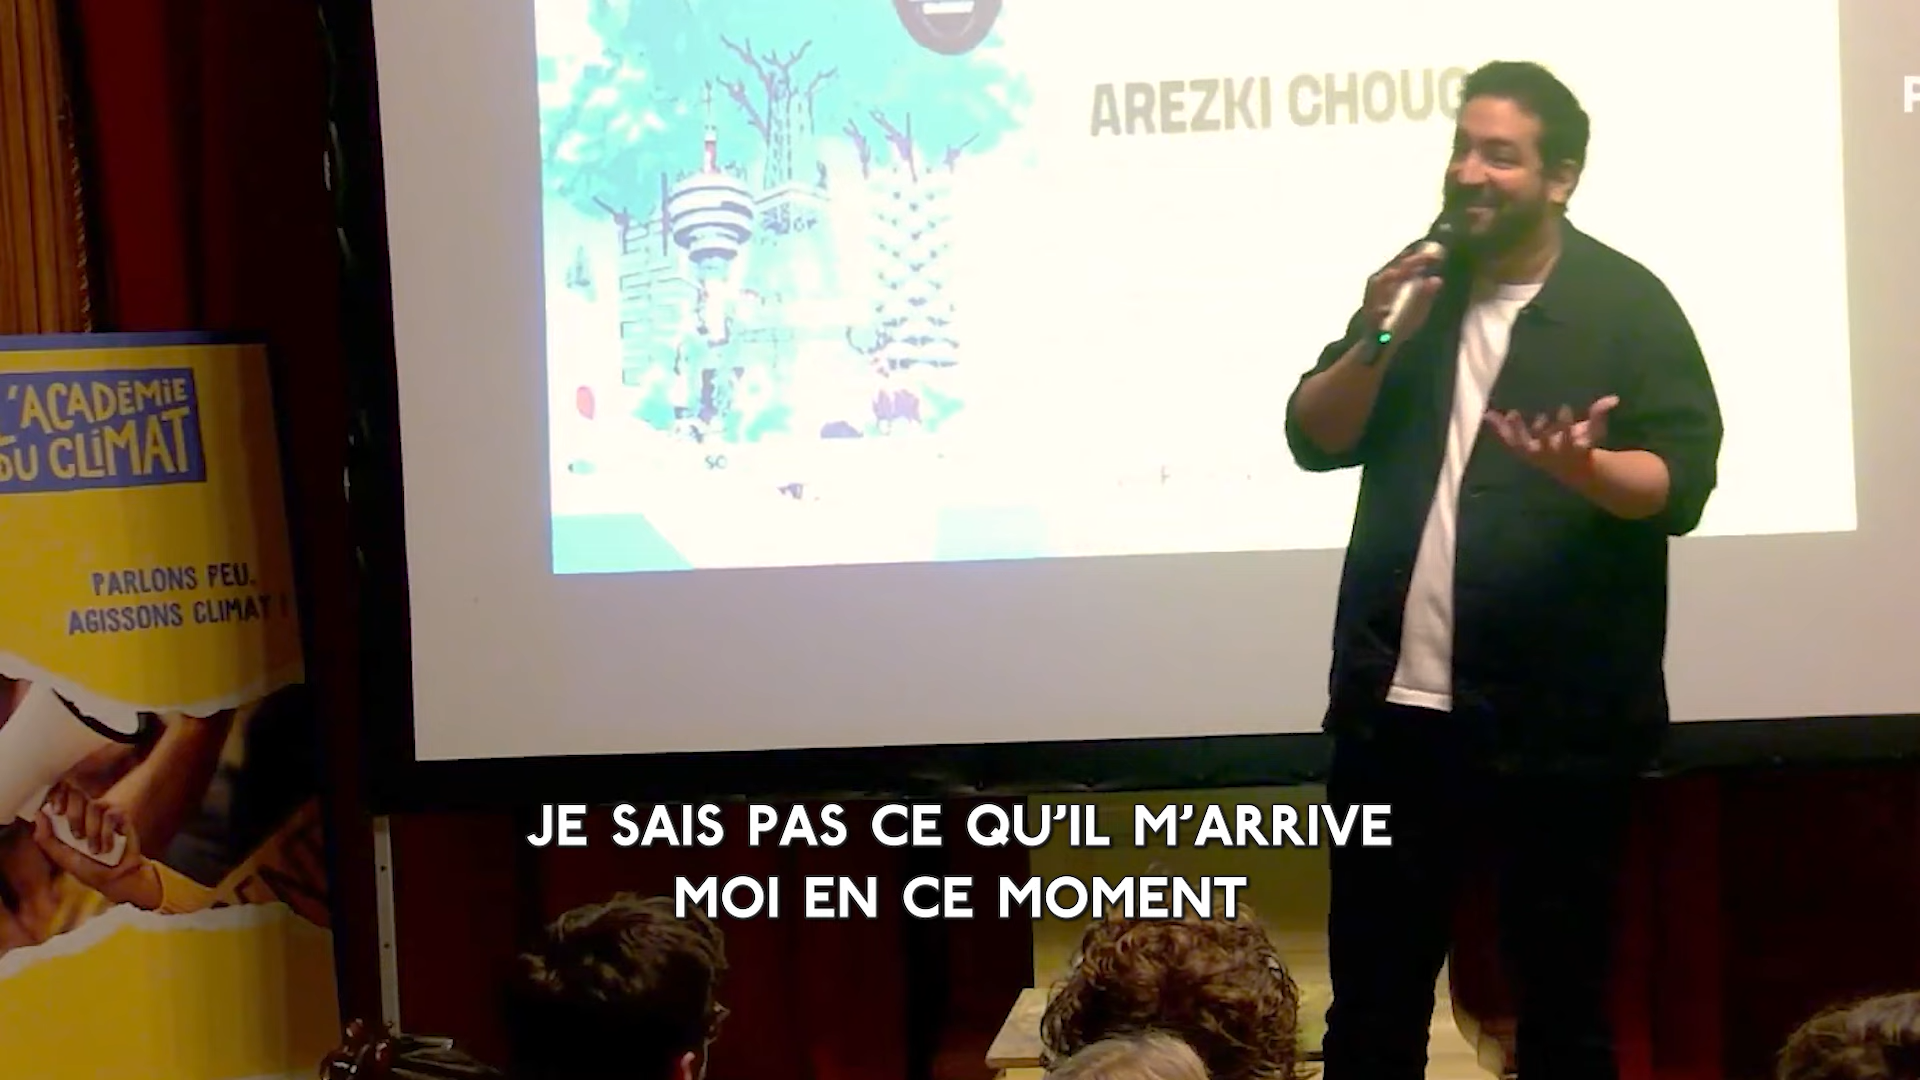 AREZKI CHOUG
L'ACADÉMIE
DU CLIMAT
PARLONS PEU.
AGISSONS CLIMAT !
SO
JE SAIS PAS CE QU'IL M'ARRIVE
MOI EN CE MOMENT